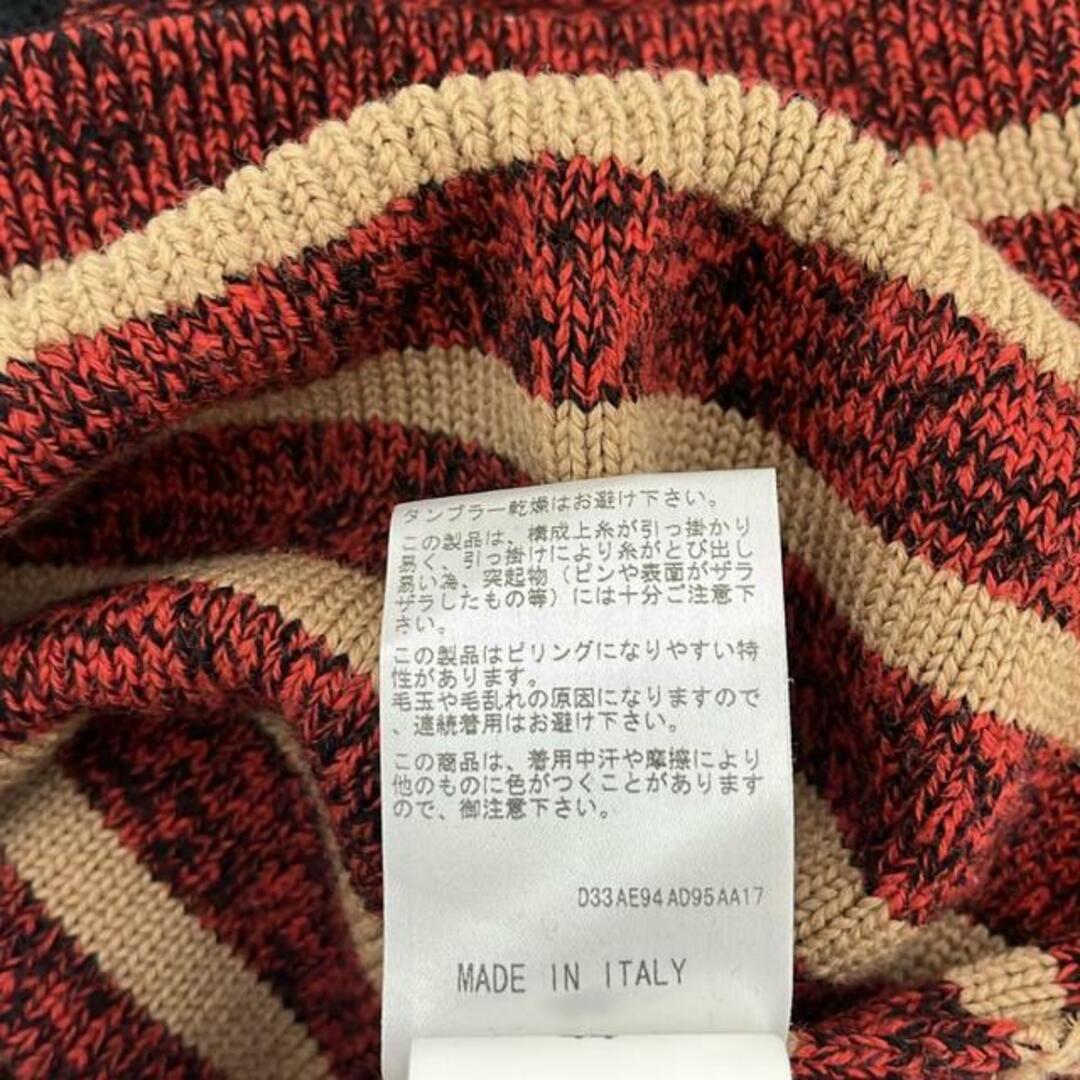 タンブラー乾燥はお避け下さい。
この製品は、構成上糸が引っ掛かり
易く、引っ掛けにより糸がとび出し
易い為、突起物（ピンや表面がザラ
ザラしたもの等）には十分ご注意下
さい。
この製品はピリングになりやすい特
性があります。
毛玉や毛乱れの原因になりますので
、連続着用はお避け下さい。
この商品は、着用中汗や摩擦により
他のものに色がつくことがあります
ので、御注意下さい。
D33AE94AD95AA17
MADE IN ITALY